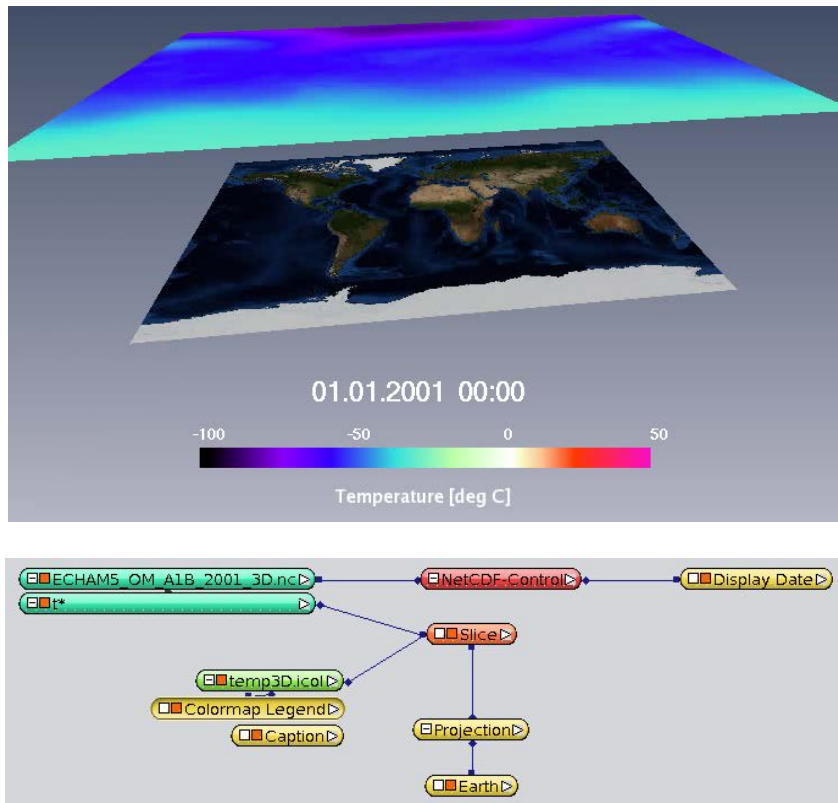 01.01.2001 00:00
-100 -50 0 50
Temperature [deg C]
ECHAM5_OM_A1B_2001_3D.nc NetCDF-Control Display Date
t*
Slice
temp3D.icol
Colormap Legend
Projection
Caption
Earth